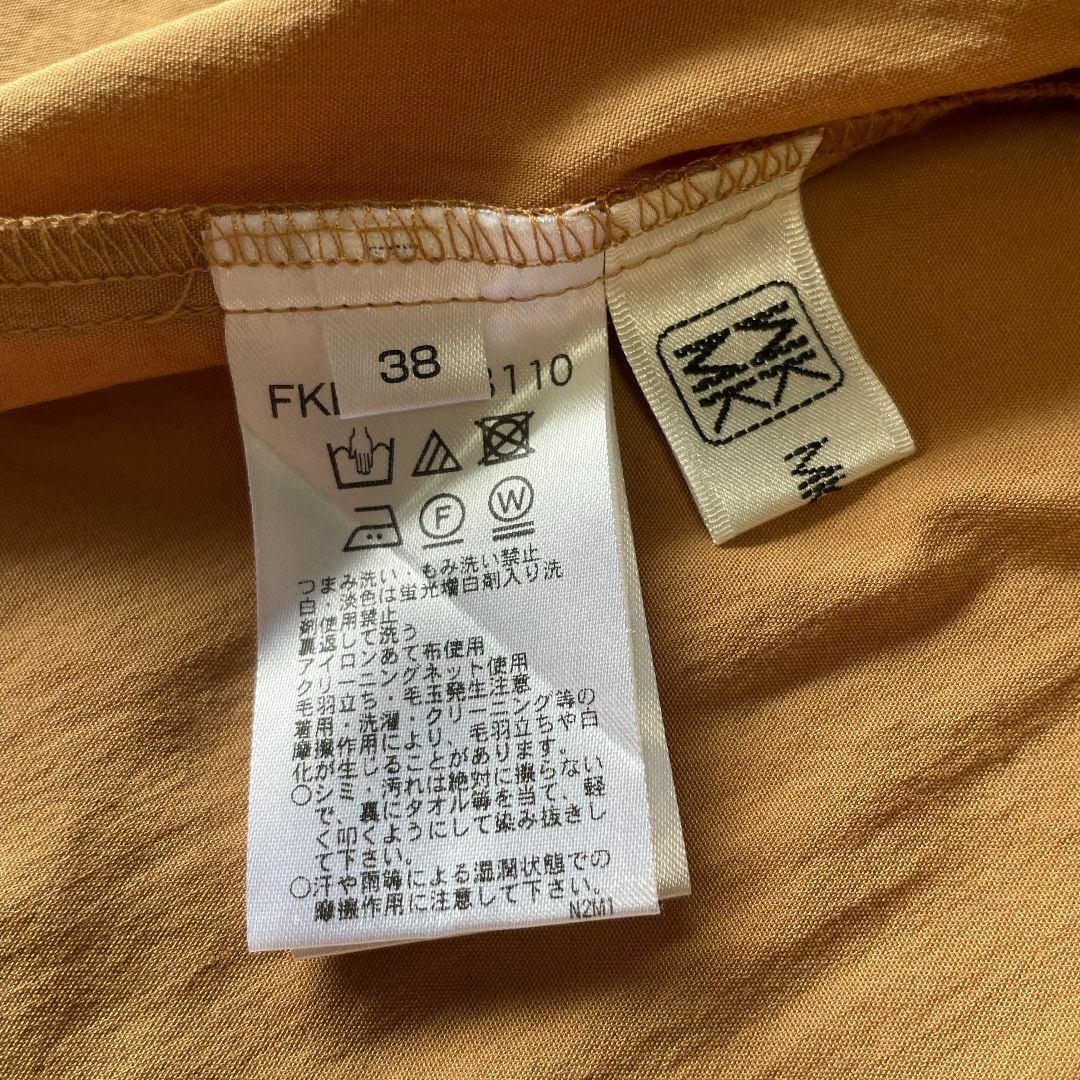 38
FK 110
F W
つまみ洗い・もみ洗い禁止
白・淡色は蛍光増白剤入り洗
剤使用禁止
裏返して洗う
アイロンあて布使用
クリーニング・ネット使用
毛羽立ち・毛玉発生注意
着用・洗濯・クリーニング等の
摩擦作用により、毛羽立ちや白
化が生じることがあります。
○シミ、汚れは絶対に擦らない
で、裏にタオル等を当て、軽
く叩くようにして染み抜きし
て下さい。
○汗や雨等による湿潤状態での
摩擦作用に注意して下さい。
N2M1
MK
MK
MK